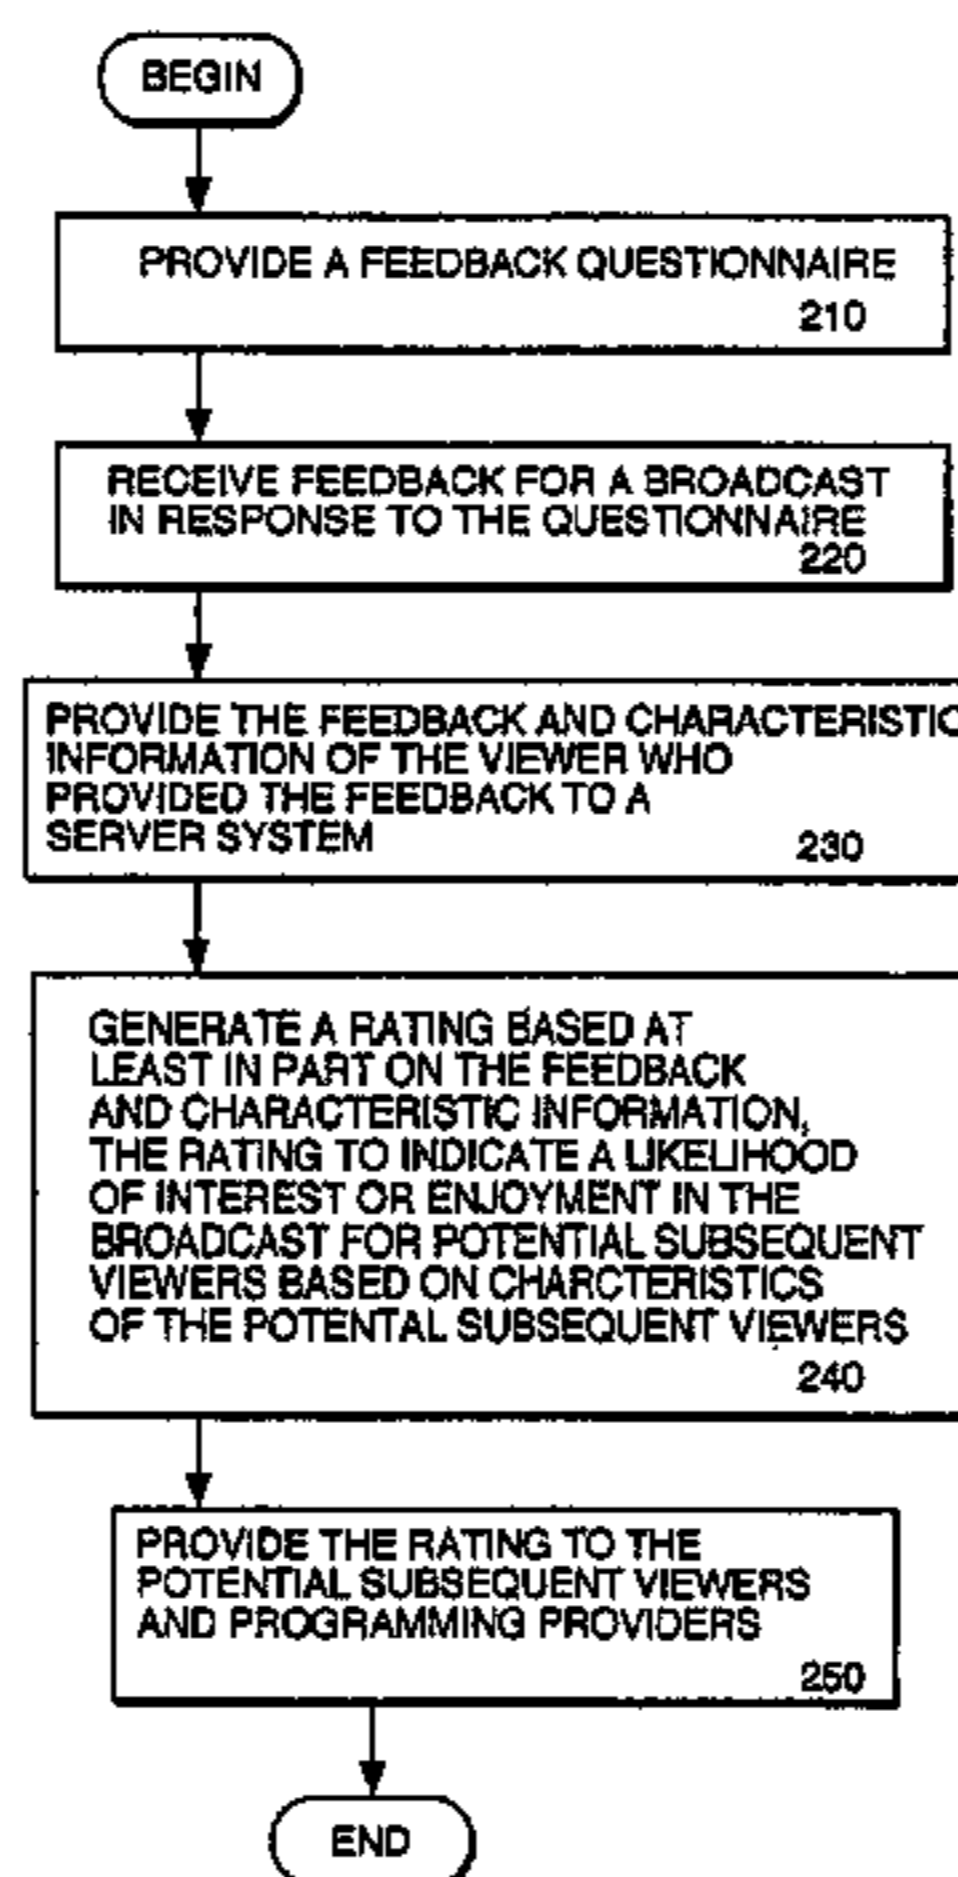 BEGIN
PROVIDE A FEEDBACK QUESTIONNAIRE
210
RECEIVE FEEDBACK FOR A BROADCAST
IN RESPONSE TO THE QUESTIONNAIRE
220
PROVIDE THE FEEDBACK AND CHARACTERISTIC
INFORMATION OF THE VIEWER WHO
PROVIDED THE FEEDBACK TO A
SERVER SYSTEM
230
GENERATE A RATING BASED AT
LEAST IN PART ON THE FEEDBACK
AND CHARACTERISTIC INFORMATION,
THE RATING TO INDICATE A LIKELIHOOD
OF INTEREST OR ENJOYMENT IN THE
BROADCAST FOR POTENTIAL SUBSEQUENT
VIEWERS BASED ON CHARCTERISTICS
OF THE POTENTAL SUBSEQUENT VIEWERS
240
PROVIDE THE RATING TO THE
POTENTIAL SUBSEQUENT VIEWERS
AND PROGRAMMING PROVIDERS
250
END